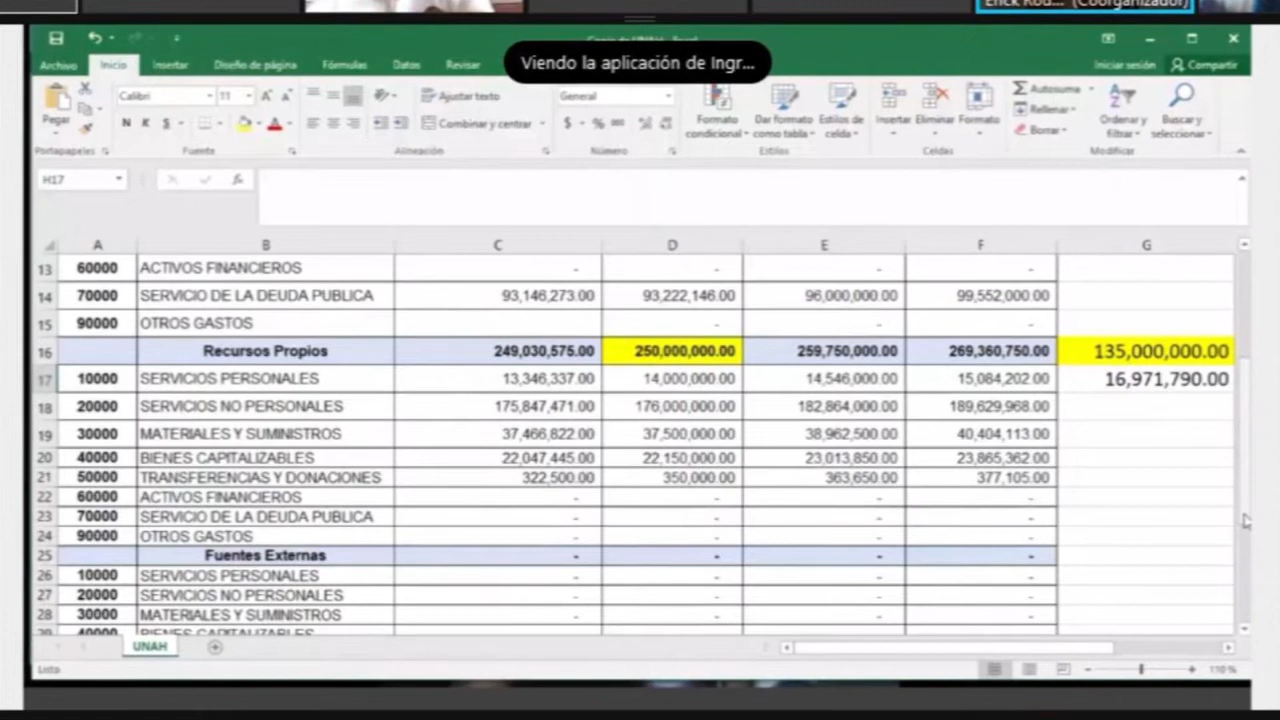 Erick Rod... (Coorganizador)
Viendo la aplicación de Ingr...
Archivo Inicio Insertar Diseño de página Fórmulas Datos Revisar Iniciar sesión Compartir
Calibri 11 Ajustar texto General Autosuma
Pegar Rellenar
N K S Combinar y centrar $ % 000 Formato condicional Dar formato como tabla Estilos de celda Insertar Eliminar Formato Borrar Ordenar y filtrar Buscar y seleccionar
Portapapeles Fuente Alineación Número Estilos Celdas Modificar
H17 fx
A B C D E F G
13 60000 ACTIVOS FINANCIEROS - - - -
14 70000 SERVICIO DE LA DEUDA PUBLICA 93,146,273.00 93,222,146.00 96,000,000.00 99,552,000.00
15 90000 OTROS GASTOS - - -
16 Recursos Propios 249,030,575.00 250,000,000.00 259,750,000.00 269,360,750.00 135,000,000.00
17 10000 SERVICIOS PERSONALES 13,346,337.00 14,000,000.00 14,546,000.00 15,084,202.00 16,971,790.00
18 20000 SERVICIOS NO PERSONALES 175,847,471.00 176,000,000.00 182,864,000.00 189,629,968.00
19 30000 MATERIALES Y SUMINISTROS 37,466,822.00 37,500,000.00 38,962,500.00 40,404,113.00
20 40000 BIENES CAPITALIZABLES 22,047,445.00 22,150,000.00 23,013,850.00 23,865,362.00
21 50000 TRANSFERENCIAS Y DONACIONES 322,500.00 350,000.00 363,650.00 377,105.00
22 60000 ACTIVOS FINANCIEROS - - - -
23 70000 SERVICIO DE LA DEUDA PUBLICA - - - -
24 90000 OTROS GASTOS - - - -
25 Fuentes Externas - - - -
26 10000 SERVICIOS PERSONALES - - - -
27 20000 SERVICIOS NO PERSONALES - - - -
28 30000 MATERIALES Y SUMINISTROS - - - -
29 40000 BIENES CAPITALIZABLES
UNAH
Listo 110 %